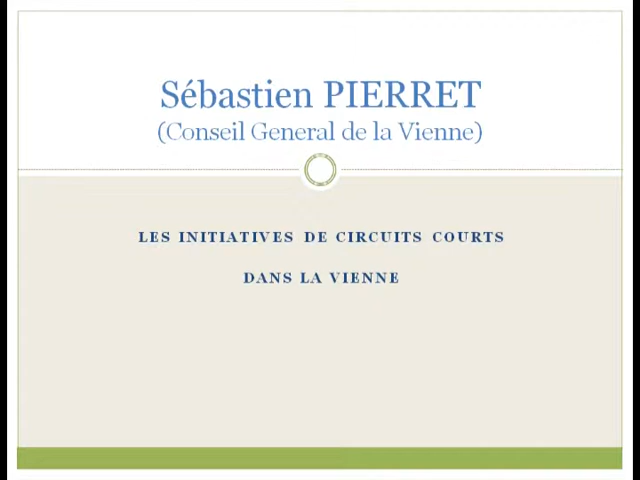 Sébastien PIERRET
(Conseil General de la Vienne)
LES INITIATIVES DE CIRCUITS COURTS
DANS LA VIENNE